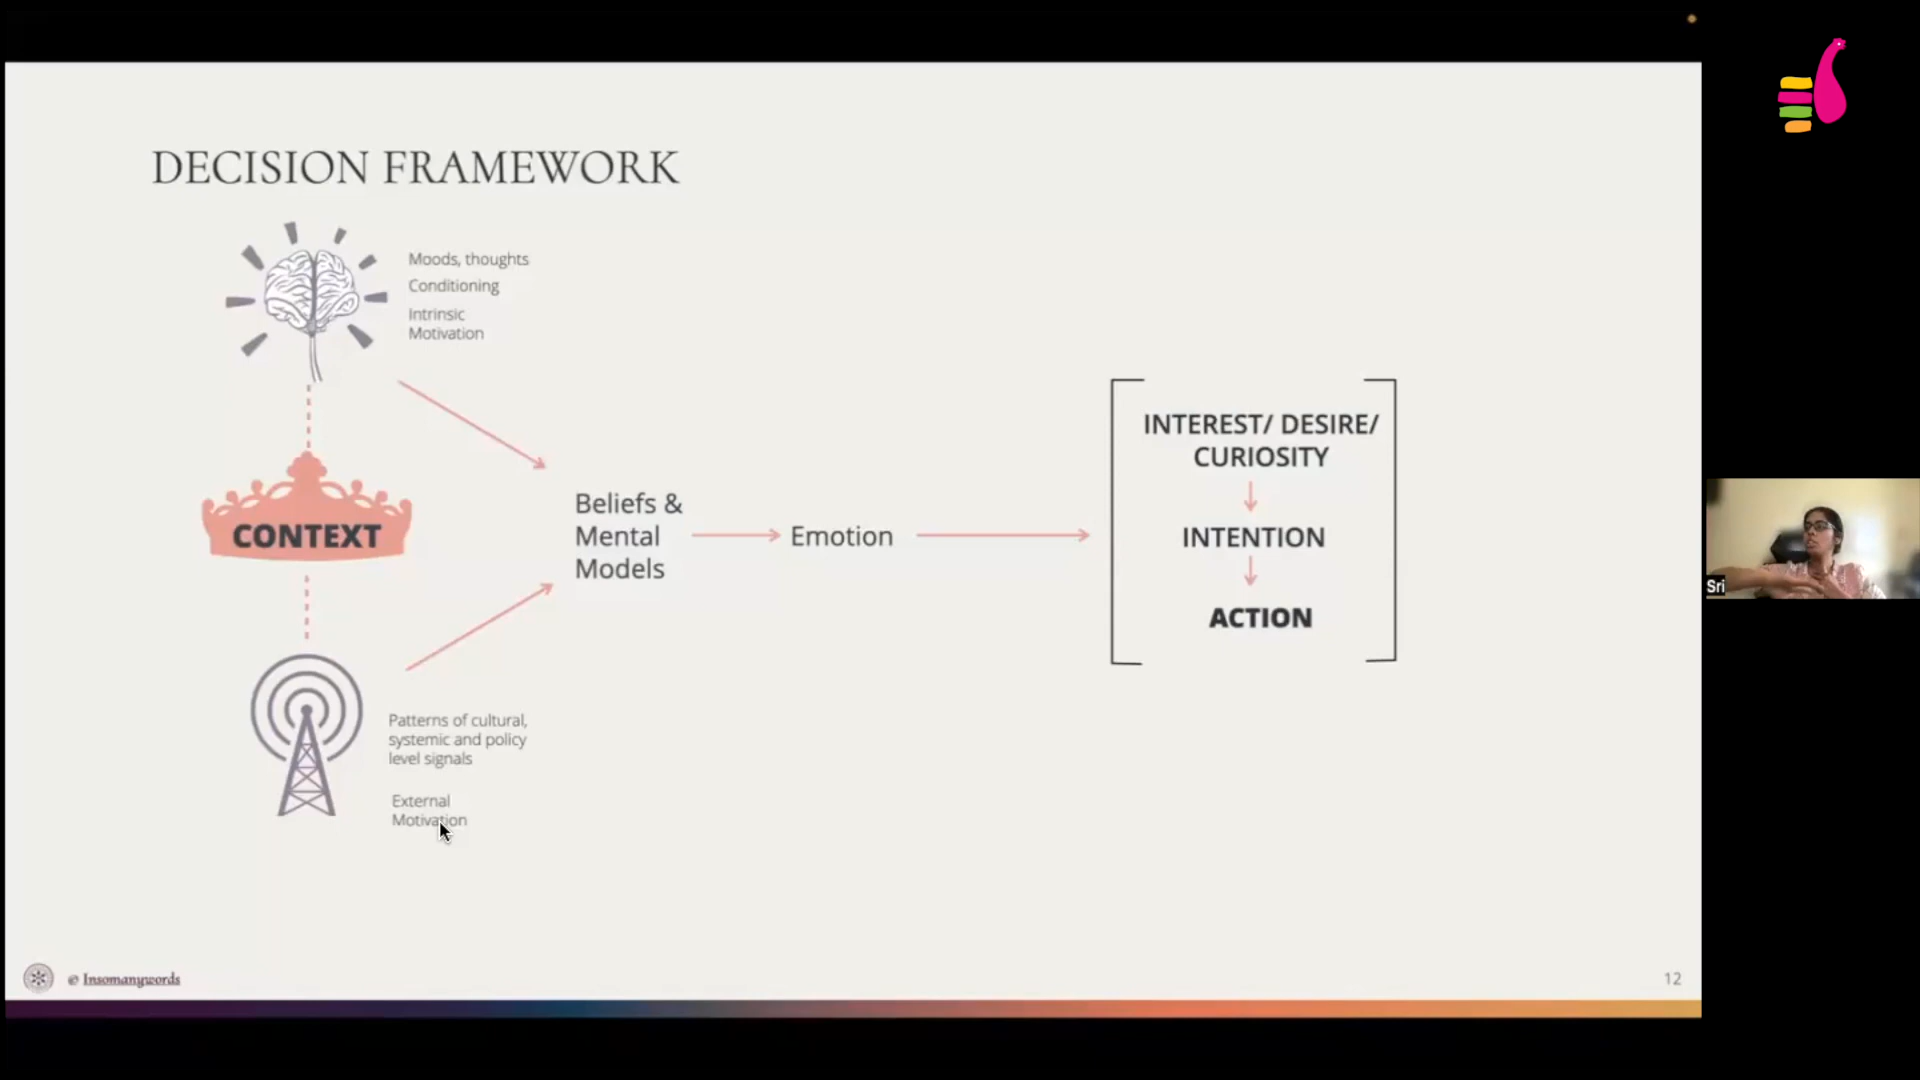 DECISION FRAMEWORK
Moods, thoughts
Conditioning
Intrinsic
Motivation
CONTEXT
Patterns of cultural,
systemic and policy
level signals
External
Motivation
Beliefs &
Mental
Models
Emotion
INTEREST/ DESIRE/
CURIOSITY
INTENTION
ACTION
Sri
© Insomanywords
12